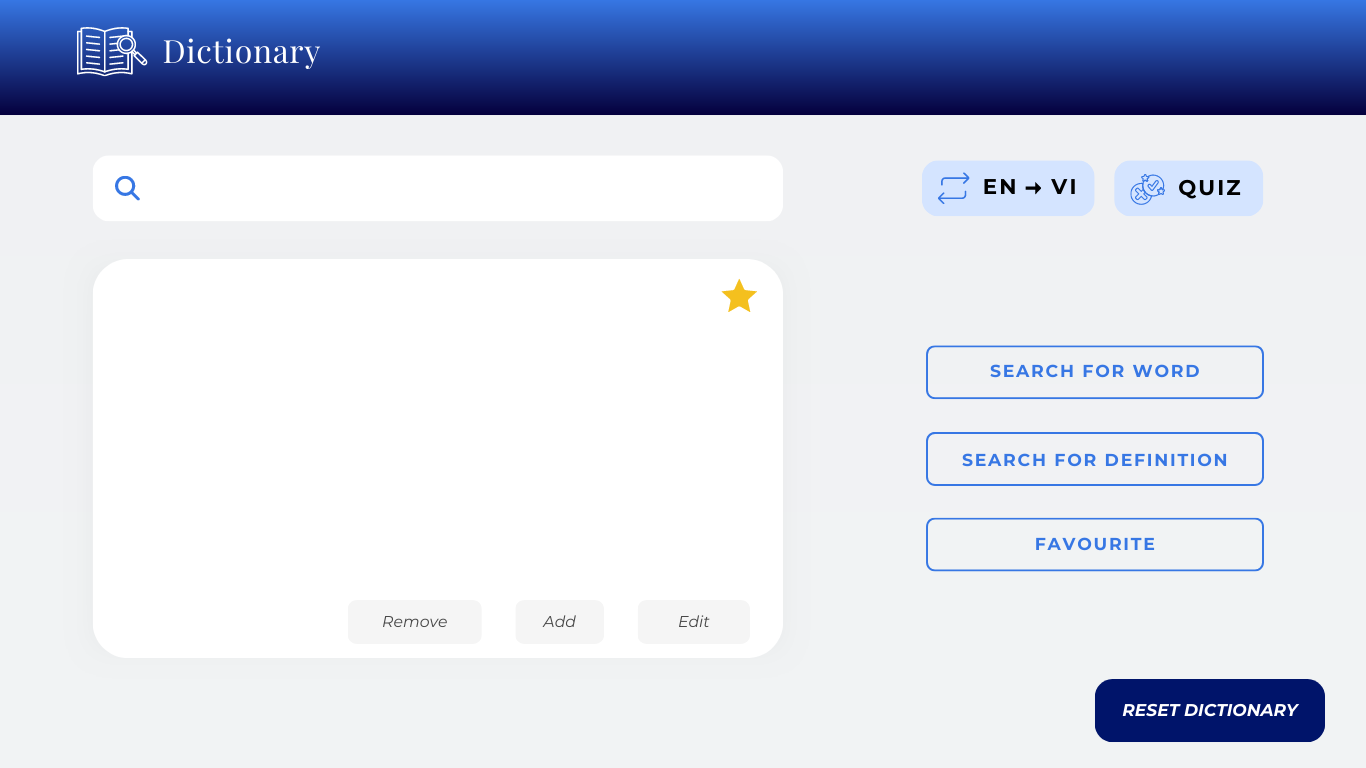 Dictionary
EN → VI
QUIZ
SEARCH FOR WORD
SEARCH FOR DEFINITION
FAVOURITE
Remove
Add
Edit
RESET DICTIONARY